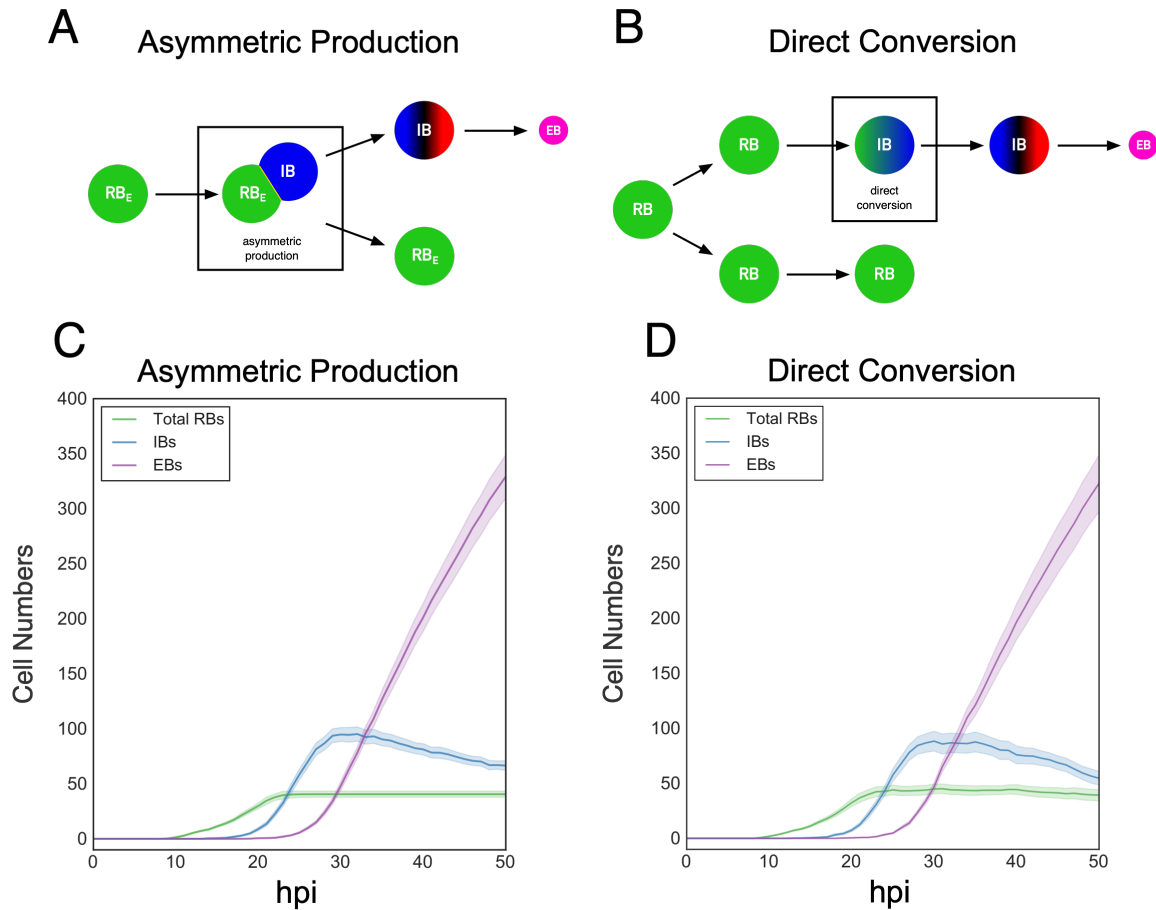 A
Asymmetric Production
RBE
RBE
IB
asymmetric
production
IB
EB
RBE
B
Direct Conversion
RB
RB
IB
direct
conversion
IB
EB
RB
RB
C
Asymmetric Production
Cell Numbers
400
350
300
250
200
150
100
50
0
Total RBs
IBs
EBs
0 10 20 30 40 50
hpi
D
Direct Conversion
Cell Numbers
400
350
300
250
200
150
100
50
0
Total RBs
IBs
EBs
0 10 20 30 40 50
hpi